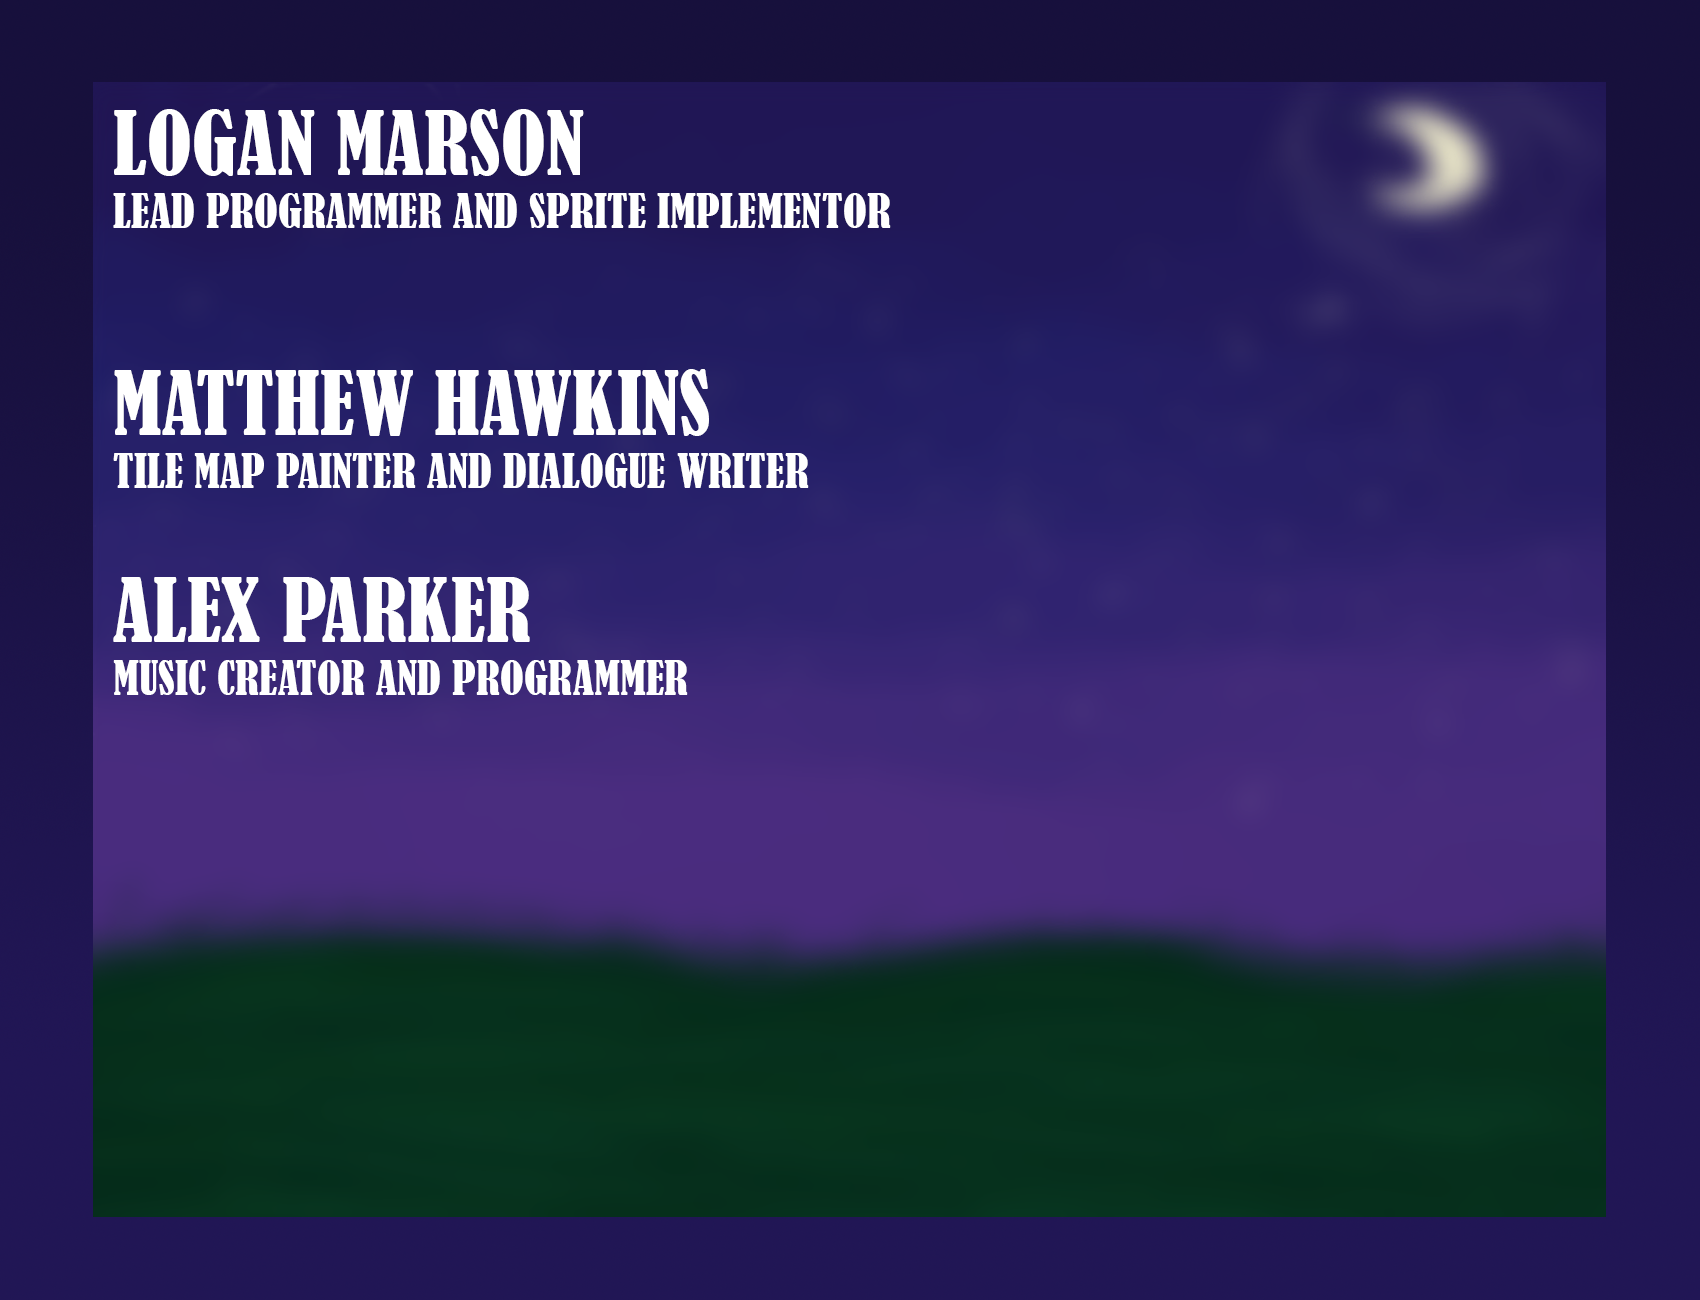 LOGAN MARSON
LEAD PROGRAMMER AND SPRITE IMPLEMENTOR
MATTHEW HAWKINS
TILE MAP PAINTER AND DIALOGUE WRITER
ALEX PARKER
MUSIC CREATOR AND PROGRAMMER